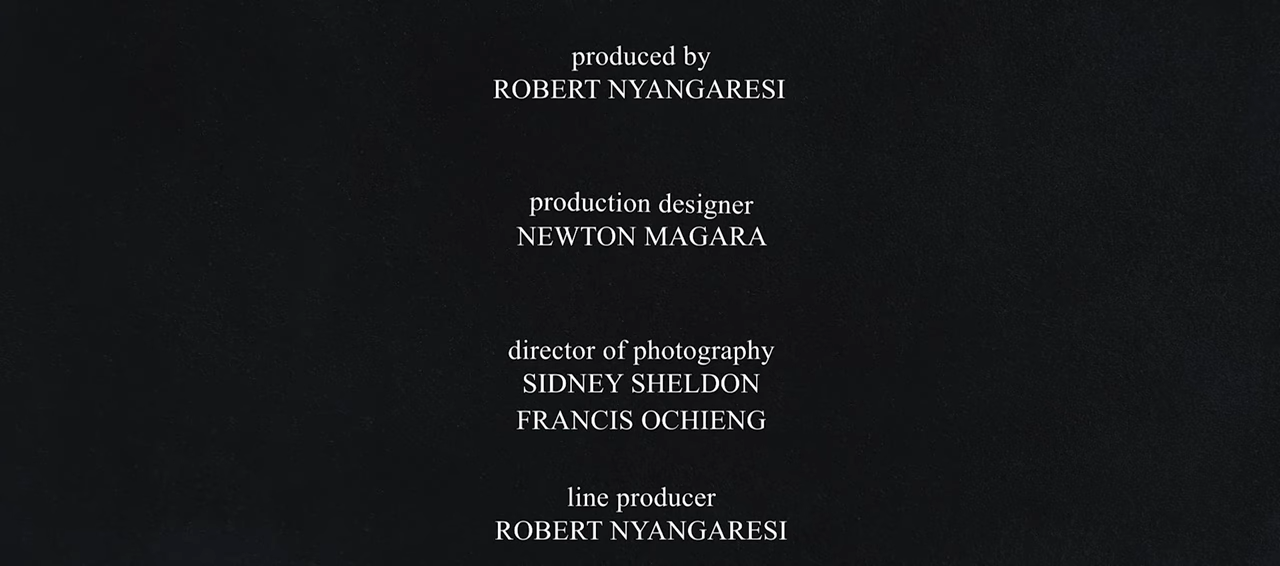 produced by
ROBERT NYANGARESI
production designer
NEWTON MAGARA
director of photography
SIDNEY SHELDON
FRANCIS OCHIENG
line producer
ROBERT NYANGARESI